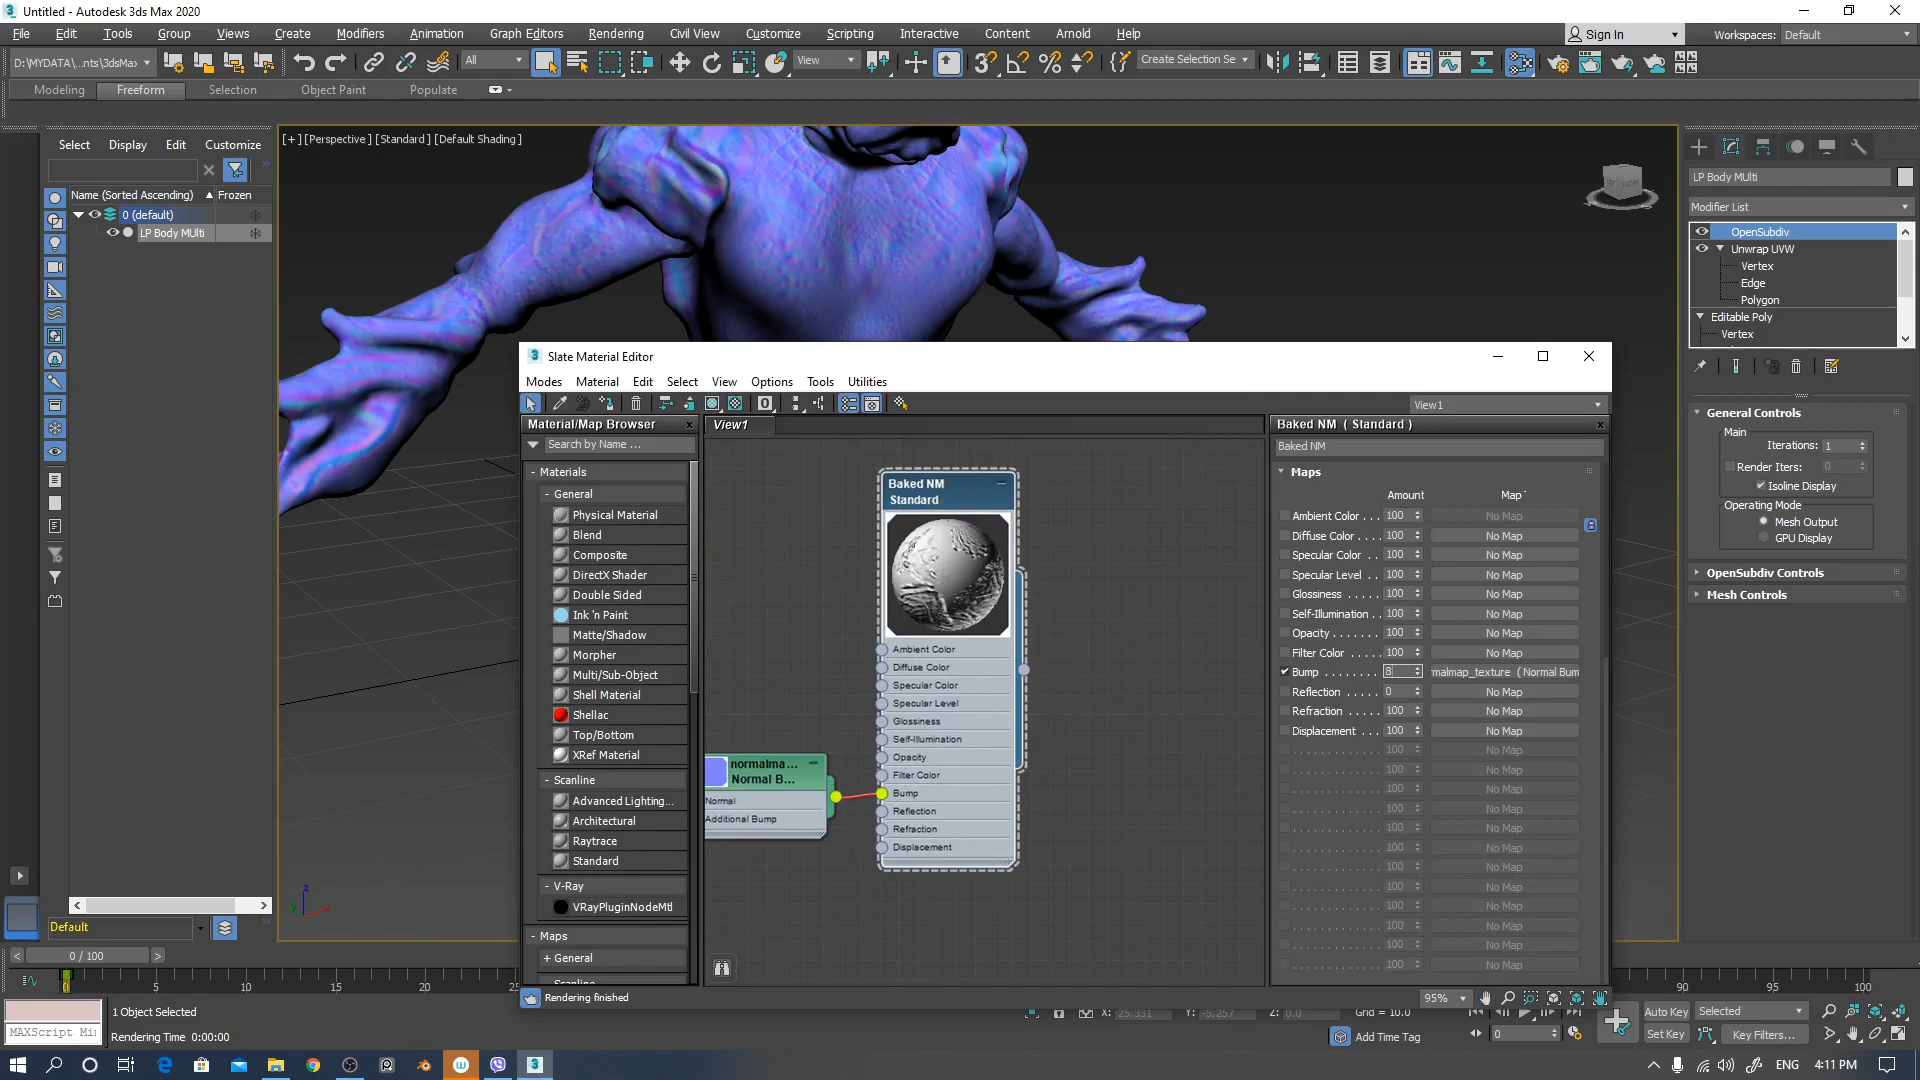 Untitled - Autodesk 3ds Max 2020
File Edit Tools Group Views Create Modifiers Animation Graph Editors Rendering Civil View Customize Scripting Interactive Content Arnold Help
Sign In
Workspaces: Default
D:\MYDATA\...nts\3dsMax
All
View
Create Selection Se
Modeling Freeform Selection Object Paint Populate
Select Display Edit Customize
[+] [Perspective ] [Standard ] [Default Shading ]
Name (Sorted Ascending) Frozen
0 (default)
LP Body MUlti
LP Body MUlti
Modifier List
OpenSubdiv
Unwrap UVW
Vertex
Edge
Polygon
Editable Poly
Vertex
General Controls
Main
Iterations: 1
Render Iters: 0
Isoline Display
Operating Mode
Mesh Output
GPU Display
OpenSubdiv Controls
Mesh Controls
Slate Material Editor
Modes Material Edit Select View Options Tools Utilities
View1
Material/Map Browser
Search by Name ...
- Materials
- General
Physical Material
Blend
Composite
DirectX Shader
Double Sided
Ink 'n Paint
Matte/Shadow
Morpher
Multi/Sub-Object
Shell Material
Shellac
Top/Bottom
XRef Material
- Scanline
Advanced Lighting...
Architectural
Raytrace
Standard
- V-Ray
VRayPluginNodeMtl
- Maps
+ General
View1
Baked NM
Standard
Ambient Color
Diffuse Color
Specular Color
Specular Level
Glossiness
Self-Illumination
Opacity
Filter Color
Bump
Reflection
Refraction
Displacement
normalma...
Normal B...
Normal
Additional Bump
Baked NM ( Standard )
Baked NM
Maps
Amount Map
Ambient Color . . . 100 No Map
Diffuse Color . . . 100 No Map
Specular Color . . 100 No Map
Specular Level . . 100 No Map
Glossiness . . . . . 100 No Map
Self-Illumination . 100 No Map
Opacity . . . . . . . 100 No Map
Filter Color . . . . 100 No Map
Bump . . . . . . . . 8 rmalmap_texture ( Normal Bum
Reflection . . . . . 0 No Map
Refraction . . . . . 100 No Map
Displacement . . . 100 No Map
100 No Map
100 No Map
100 No Map
100 No Map
100 No Map
100 No Map
100 No Map
100 No Map
100 No Map
100 No Map
100 No Map
100 No Map
Rendering finished
95%
Default
0 / 100
0 5 10 15 20 25 90 95 100
1 Object Selected
MAXScript Mi
Rendering Time 0:00:00
X: 25.331 Y: -5.257 Z: 0.0 Grid = 10.0
Add Time Tag
0
Auto Key Selected
Set Key Key Filters...
ENG 4:11 PM